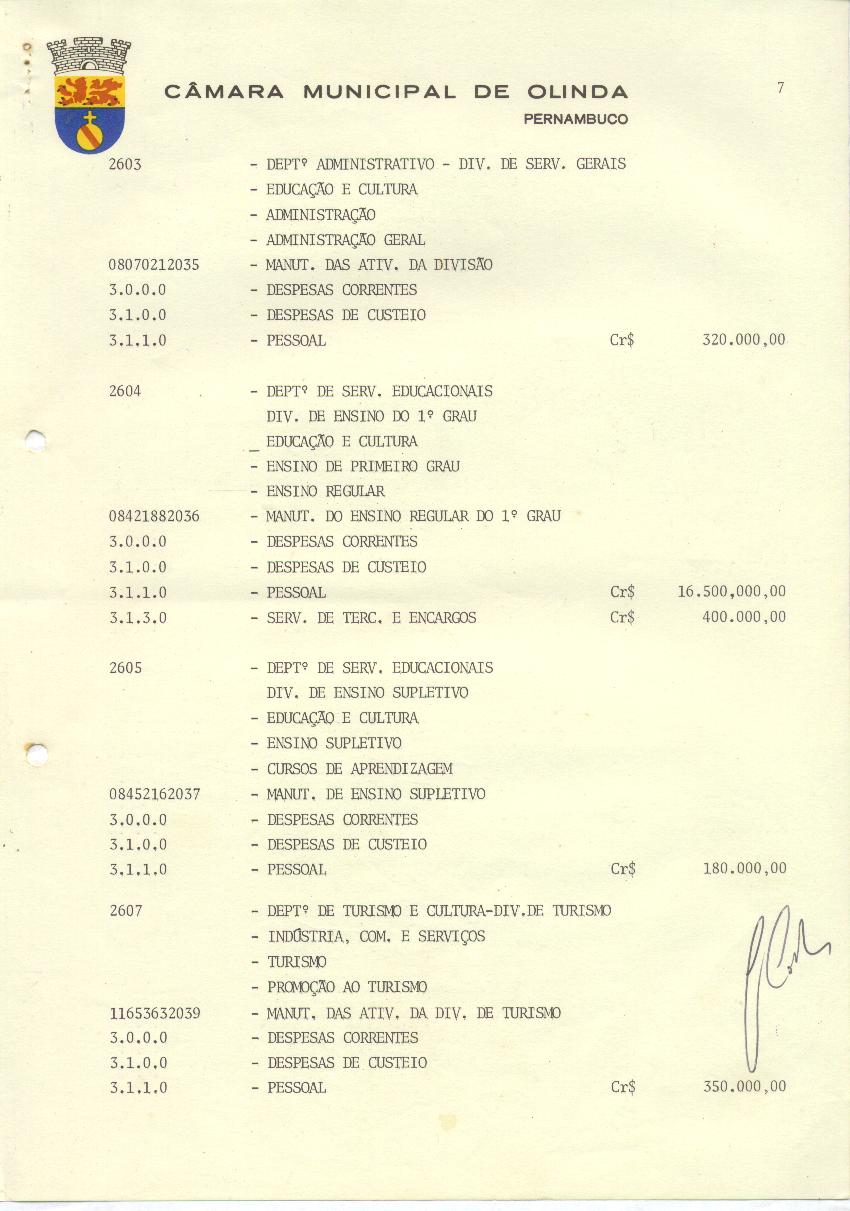 CÂMARA MUNICIPAL DE OLINDA 7
PERNAMBUCO
2603 - DEPTº ADMINISTRATIVO - DIV. DE SERV. GERAIS
- EDUCAÇÃO E CULTURA
- ADMINISTRAÇÃO
- ADMINISTRAÇÃO GERAL
08070212035 - MANUT. DAS ATIV. DA DIVISÃO
3.0.0.0 - DESPESAS CORRENTES
3.1.0.0 - DESPESAS DE CUSTEIO
3.1.1.0 - PESSOAL Cr$ 320.000,00
2604 - DEPTº DE SERV. EDUCACIONAIS
DIV. DE ENSINO DO 1º GRAU
_ EDUCAÇÃO E CULTURA
- ENSINO DE PRIMEIRO GRAU
- ENSINO REGULAR
08421882036 - MANUT. DO ENSINO REGULAR DO 1º GRAU
3.0.0.0 - DESPESAS CORRENTES
3.1.0.0 - DESPESAS DE CUSTEIO
3.1.1.0 - PESSOAL Cr$ 16.500,000,00
3.1.3.0 - SERV. DE TERC. E ENCARGOS Cr$ 400.000,00
2605 - DEPTº DE SERV. EDUCACIONAIS
DIV. DE ENSINO SUPLETIVO
- EDUCAÇÃO E CULTURA
- ENSINO SUPLETIVO
- CURSOS DE APRENDIZAGEM
08452162037 - MANUT. DE ENSINO SUPLETIVO
3.0.0.0 - DESPESAS CORRENTES
3.1.0.0 - DESPESAS DE CUSTEIO
3.1.1.0 - PESSOAL Cr$ 180.000,00
2607 - DEPTº DE TURISMO E CULTURA-DIV.DE TURISMO
- INDÚSTRIA, COM. E SERVIÇOS
- TURISMO
- PROMOÇÃO AO TURISMO
11653632039 - MANUT. DAS ATIV. DA DIV. DE TURISMO
3.0.0.0 - DESPESAS CORRENTES
3.1.0.0 - DESPESAS DE CUSTEIO
3.1.1.0 - PESSOAL Cr$ 350.000,00